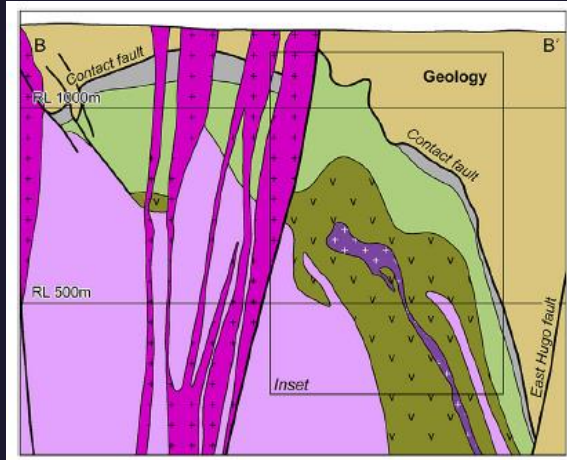 B
B′
Contact fault
Geology
RL 1000m
Contact fault
RL 500m
East Hugo fault
Inset